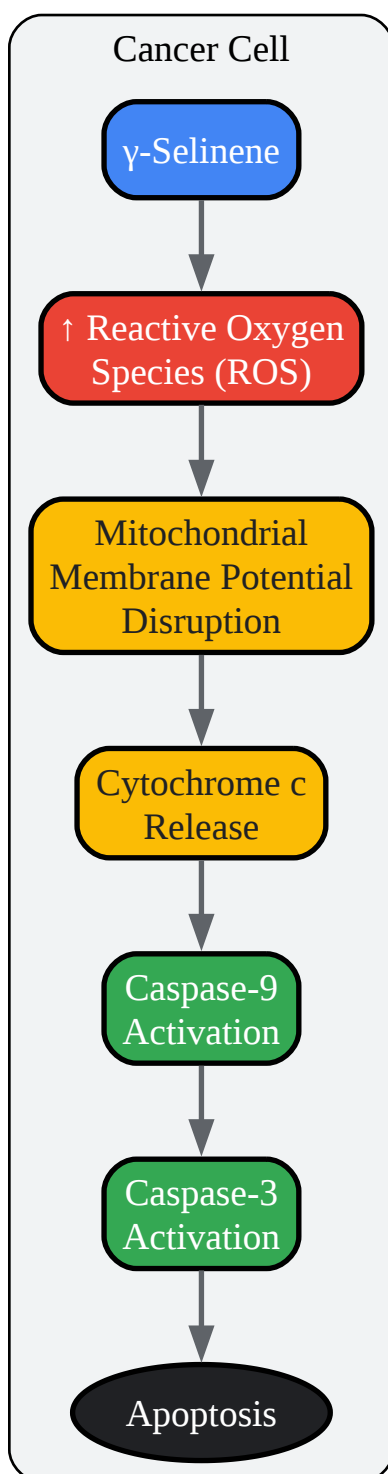 Cancer Cell
γ-Selinene
↑ Reactive Oxygen
Species (ROS)
Mitochondrial
Membrane Potential
Disruption
Cytochrome c
Release
Caspase-9
Activation
Caspase-3
Activation
Apoptosis